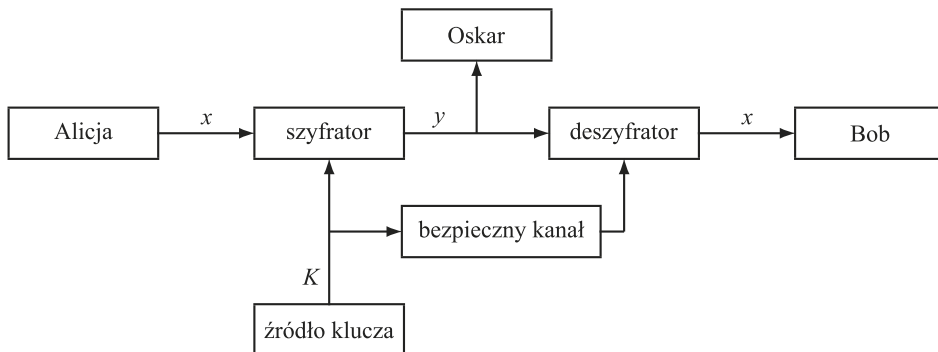 Oskar
Alicja
x
szyfrator
y
deszyfrator
x
Bob
bezpieczny kanał
K
źródło klucza